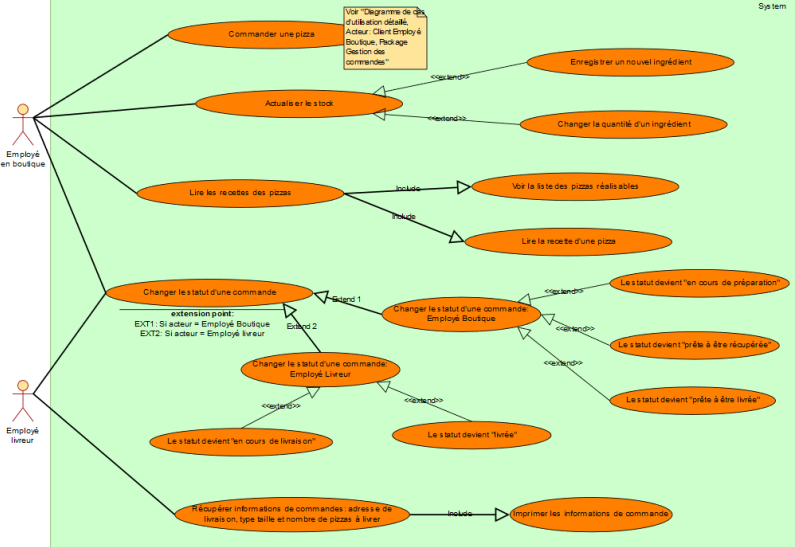 System
Voir "Diagramme de cas
d'utilisation détaillé,
Acteur: Client Employé
Boutique, Package
Gestion des
commandes"
Commander une pizza
Enregistrer un nouvel ingrédient
<<extend>>
Actualiser le stock
<<extend>>
Changer la quantité d'un ingrédient
Employé
en boutique
Lire les recettes des pizzas
Include
Voir la liste des pizzas réalisables
Include
Lire la recette d'une pizza
Changer le statut d'une commande
extension point:
EXT1: Si acteur = Employé Boutique
EXT2: Si acteur = Employé livreur
Extend 1
Changer le statut d'une commande:
Employé Boutique
<<extend>>
Le statut devient "en cours de préparation"
<<extend>>
Le statut devient "prête à être récupérée"
<<extend>>
Le statut devient "prête à être livrée"
Extend 2
Changer le statut d'une commande:
Employé Livreur
<<extend>>
<<extend>>
Le statut devient "en cours de livraison"
Le statut devient "livrée"
Employé
livreur
Récupérer informations de commandes: adresse de
livraison, type taille et nombre de pizzas à livrer
Include
Imprimer les informations de commande